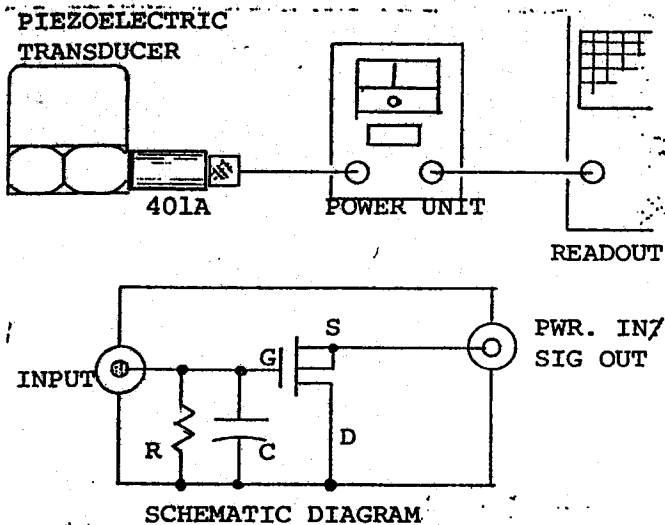 PIEZOELECTRIC
TRANSDUCER
401A
POWER UNIT
READOUT
INPUT
G
S
D
R
C
PWR. IN/
SIG OUT
SCHEMATIC DIAGRAM